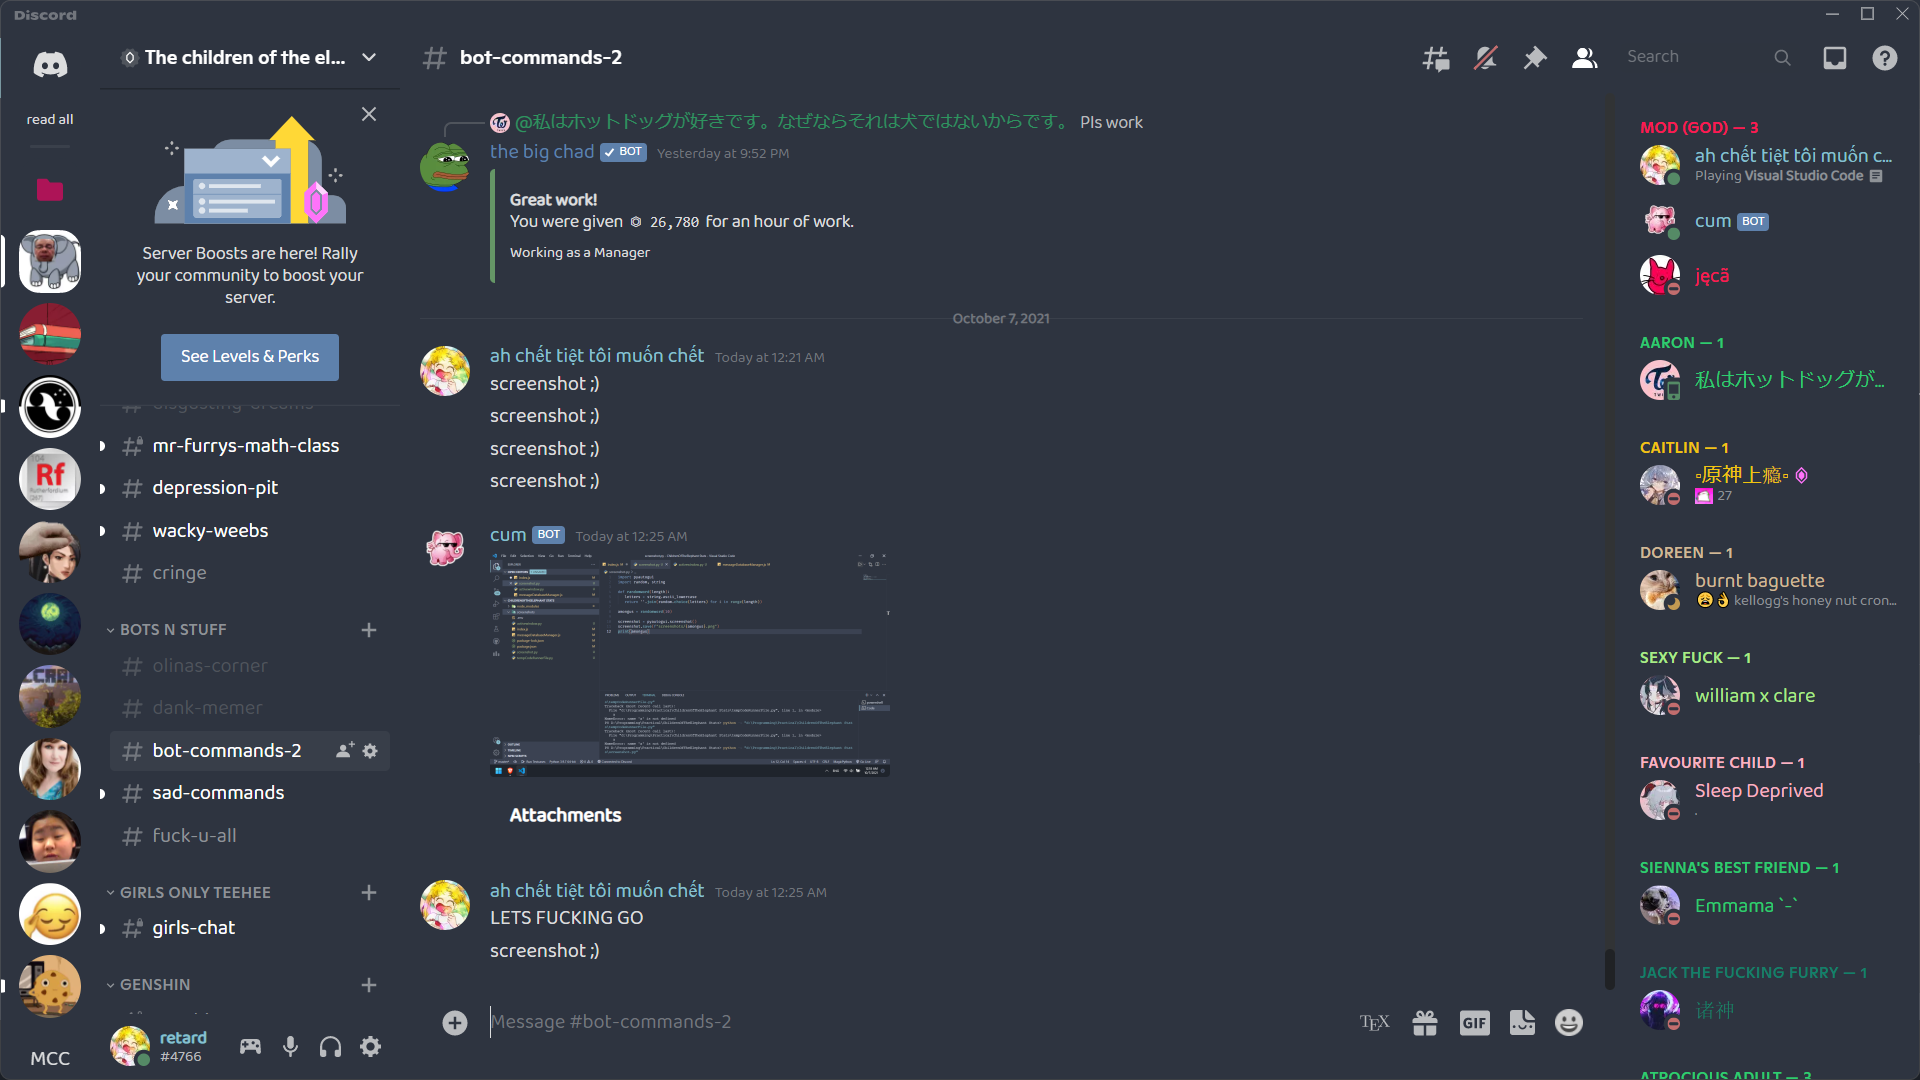 Discord
read all
MCC
The children of the el...
Server Boosts are here! Rally
your community to boost your
server.
See Levels & Perks
disgusting-dreams
mr-furrys-math-class
depression-pit
wacky-weebs
cringe
BOTS N STUFF
olinas-corner
dank-memer
bot-commands-2
sad-commands
fuck-u-all
GIRLS ONLY TEEHEE
girls-chat
GENSHIN
retard
#4766
bot-commands-2
Search
@私はホットドッグが好きです。なぜならそれは犬ではないからです。 Pls work
the big chad BOT Yesterday at 9:52 PM
Great work!
You were given 26,780 for an hour of work.
Working as a Manager
October 7, 2021
ah chết tiệt tôi muốn chết Today at 12:21 AM
screenshot ;)
screenshot ;)
screenshot ;)
screenshot ;)
cum BOT Today at 12:25 AM
Attachments
ah chết tiệt tôi muốn chết Today at 12:25 AM
LETS FUCKING GO
screenshot ;)
Message #bot-commands-2
TEX
GIF
MOD (GOD) — 3
ah chết tiệt tôi muốn c...
Playing Visual Studio Code
cum BOT
jęcã
AARON — 1
私はホットドッグが...
CAITLIN — 1
▫原神上瘾▫
27
DOREEN — 1
burnt baguette
kellogg's honey nut cron...
SEXY FUCK — 1
william x clare
FAVOURITE CHILD — 1
Sleep Deprived
.
SIENNA'S BEST FRIEND — 1
Emmama `-`
JACK THE FUCKING FURRY — 1
诸神
ATROCIOUS ADULT — 3